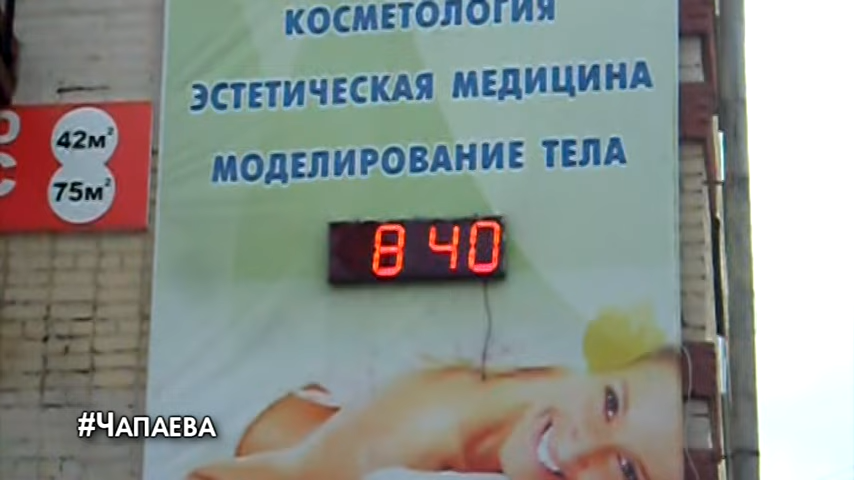 КОСМЕТОЛОГИЯ
ЭСТЕТИЧЕСКАЯ МЕДИЦИНА
МОДЕЛИРОВАНИЕ ТЕЛА
42м²
75м²
8 40
#ЧАПАЕВА